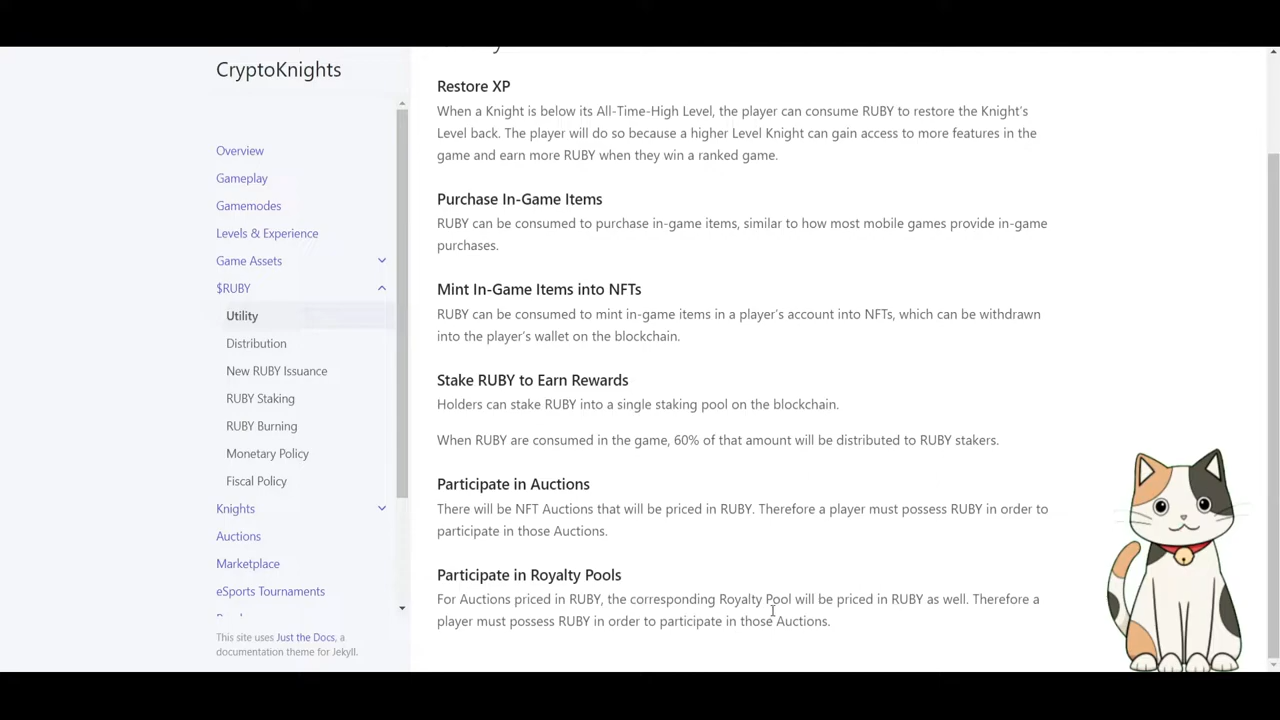 CryptoKnights
Overview
Gameplay
Gamemodes
Levels & Experience
Game Assets
$RUBY
Utility
Distribution
New RUBY Issuance
RUBY Staking
RUBY Burning
Monetary Policy
Fiscal Policy
Knights
Auctions
Marketplace
eSports Tournaments
This site uses Just the Docs, a
documentation theme for Jekyll.
Restore XP
When a Knight is below its All-Time-High Level, the player can consume RUBY to restore the Knight's
Level back. The player will do so because a higher Level Knight can gain access to more features in the
game and earn more RUBY when they win a ranked game.
Purchase In-Game Items
RUBY can be consumed to purchase in-game items, similar to how most mobile games provide in-game
purchases.
Mint In-Game Items into NFTs
RUBY can be consumed to mint in-game items in a player's account into NFTs, which can be withdrawn
into the player's wallet on the blockchain.
Stake RUBY to Earn Rewards
Holders can stake RUBY into a single staking pool on the blockchain.
When RUBY are consumed in the game, 60% of that amount will be distributed to RUBY stakers.
Participate in Auctions
There will be NFT Auctions that will be priced in RUBY. Therefore a player must possess RUBY in order to
participate in those Auctions.
Participate in Royalty Pools
For Auctions priced in RUBY, the corresponding Royalty Pool will be priced in RUBY as well. Therefore a
player must possess RUBY in order to participate in those Auctions.